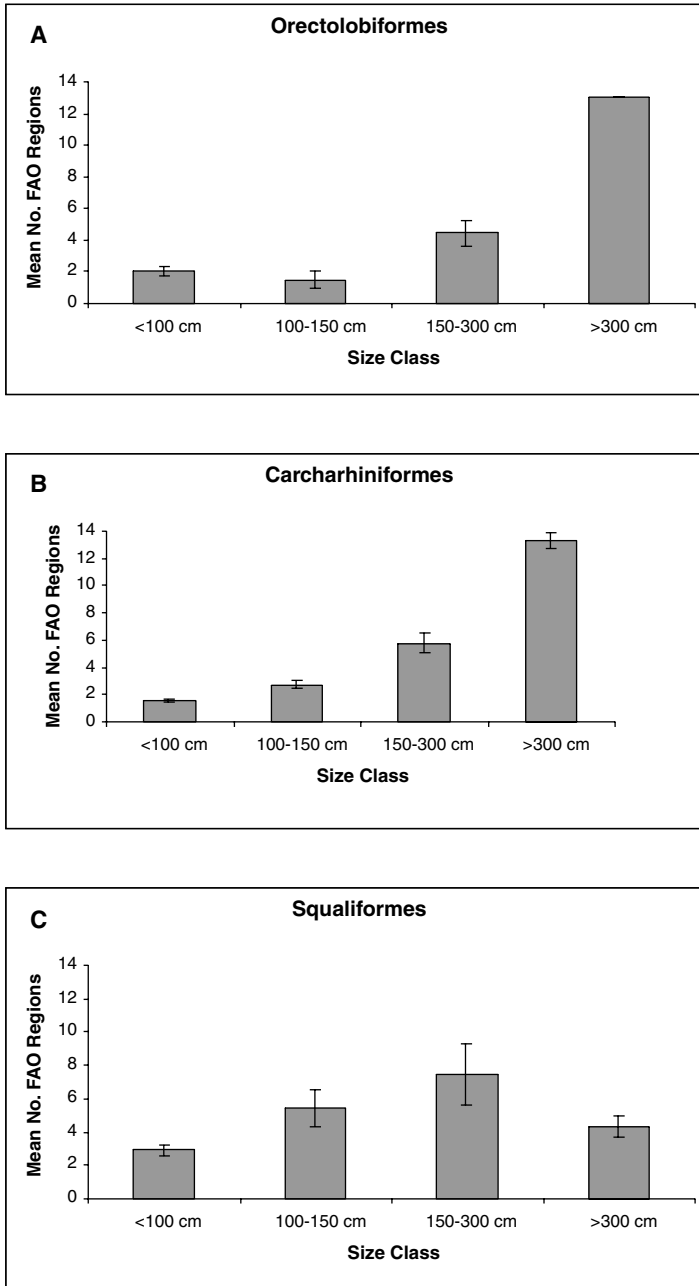 A
Orectolobiformes
Mean No. FAO Regions
14
12
10
8
6
4
2
0
<100 cm 100-150 cm 150-300 cm >300 cm
Size Class
B
Carcharhiniformes
Mean No. FAO Regions
14
12
10
8
6
4
2
0
<100 cm 100-150 cm 150-300 cm >300 cm
Size Class
C
Squaliformes
Mean No. FAO Regions
14
12
10
8
6
4
2
0
<100 cm 100-150 cm 150-300 cm >300 cm
Size Class